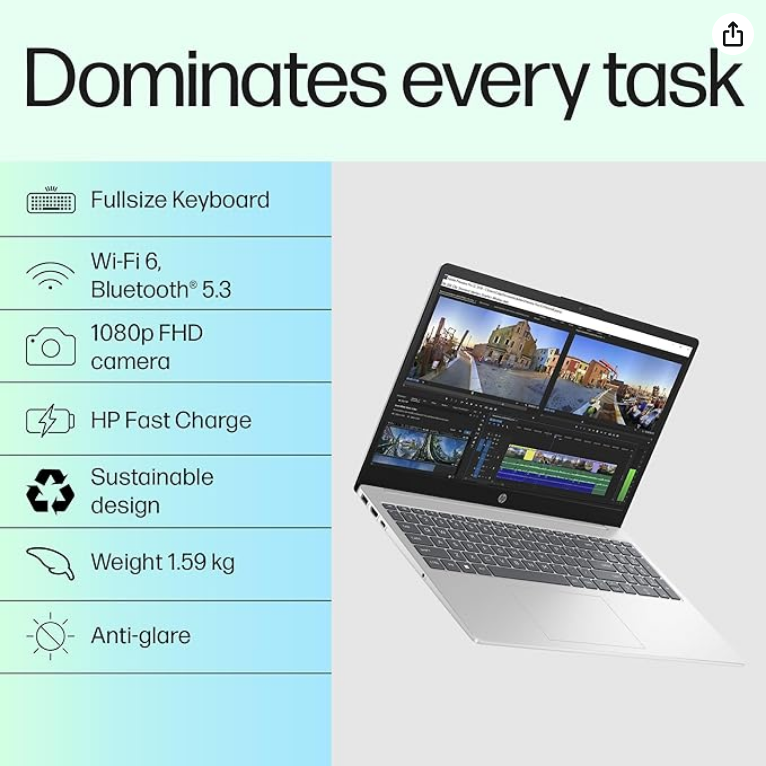 Dominates every task
Fullsize Keyboard
Wi-Fi 6,
Bluetooth® 5.3
1080p FHD
camera
HP Fast Charge
Sustainable
design
Weight 1.59 kg
Anti-glare
hp